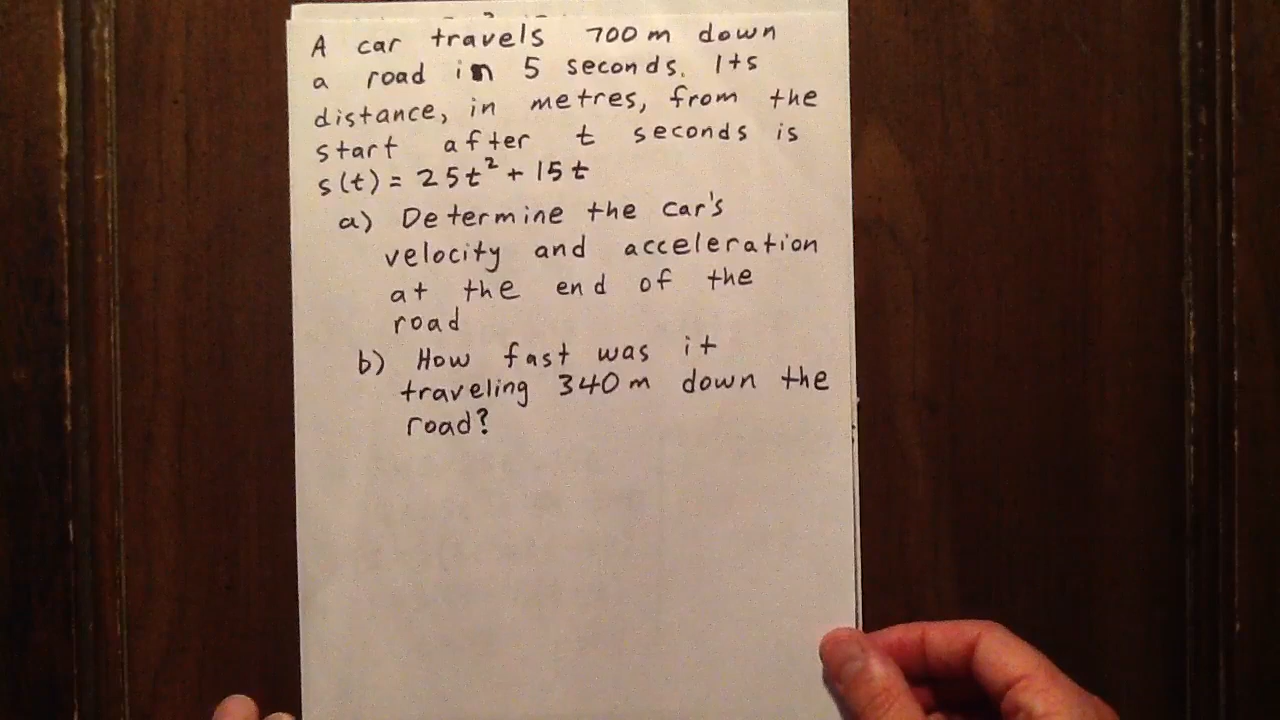 A car travels 700 m down
a road in 5 seconds. Its
distance, in metres, from the
start after t seconds is
s(t) = 25t² + 15t
a) Determine the car's
velocity and acceleration
at the end of the
road
b) How fast was it
traveling 340 m down the
road?